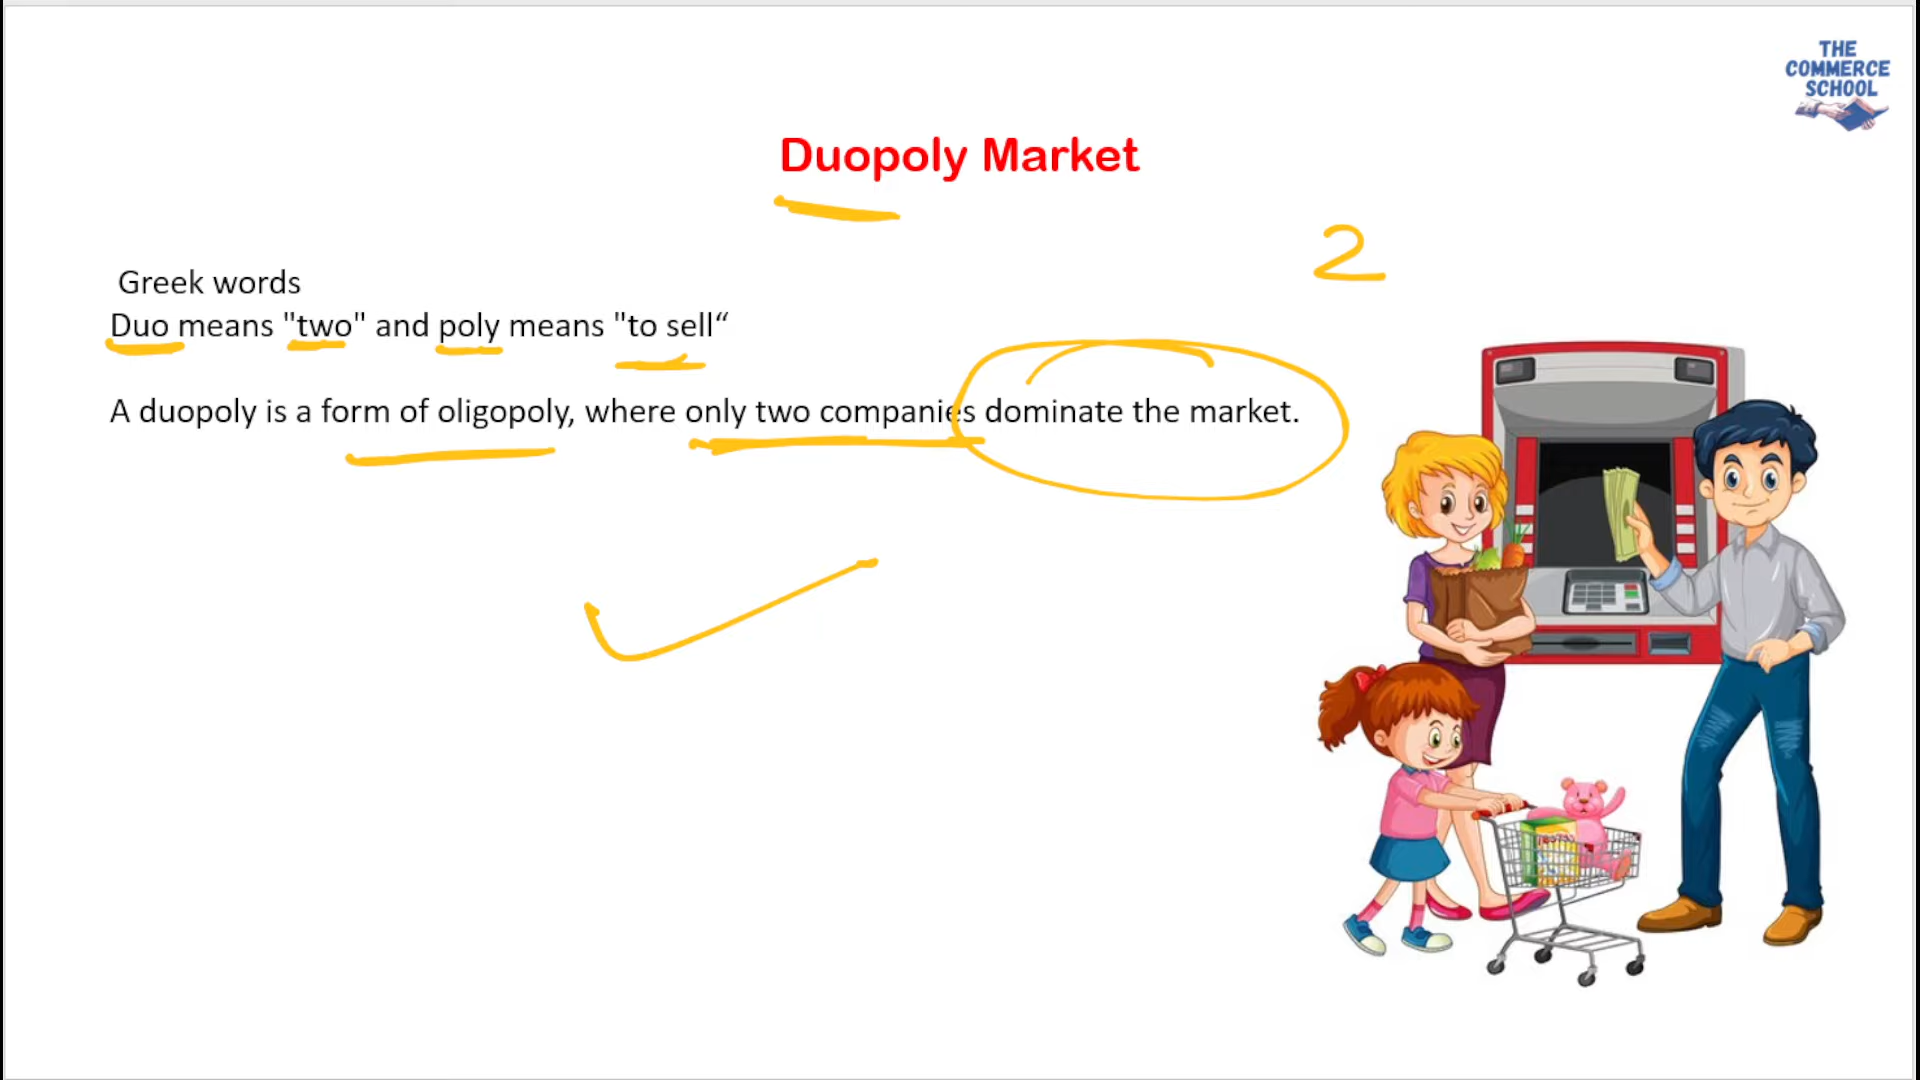 THE
COMMERCE
SCHOOL
Duopoly Market
2
Greek words
Duo means "two" and poly means "to sell“
A duopoly is a form of oligopoly, where only two companies dominate the market.